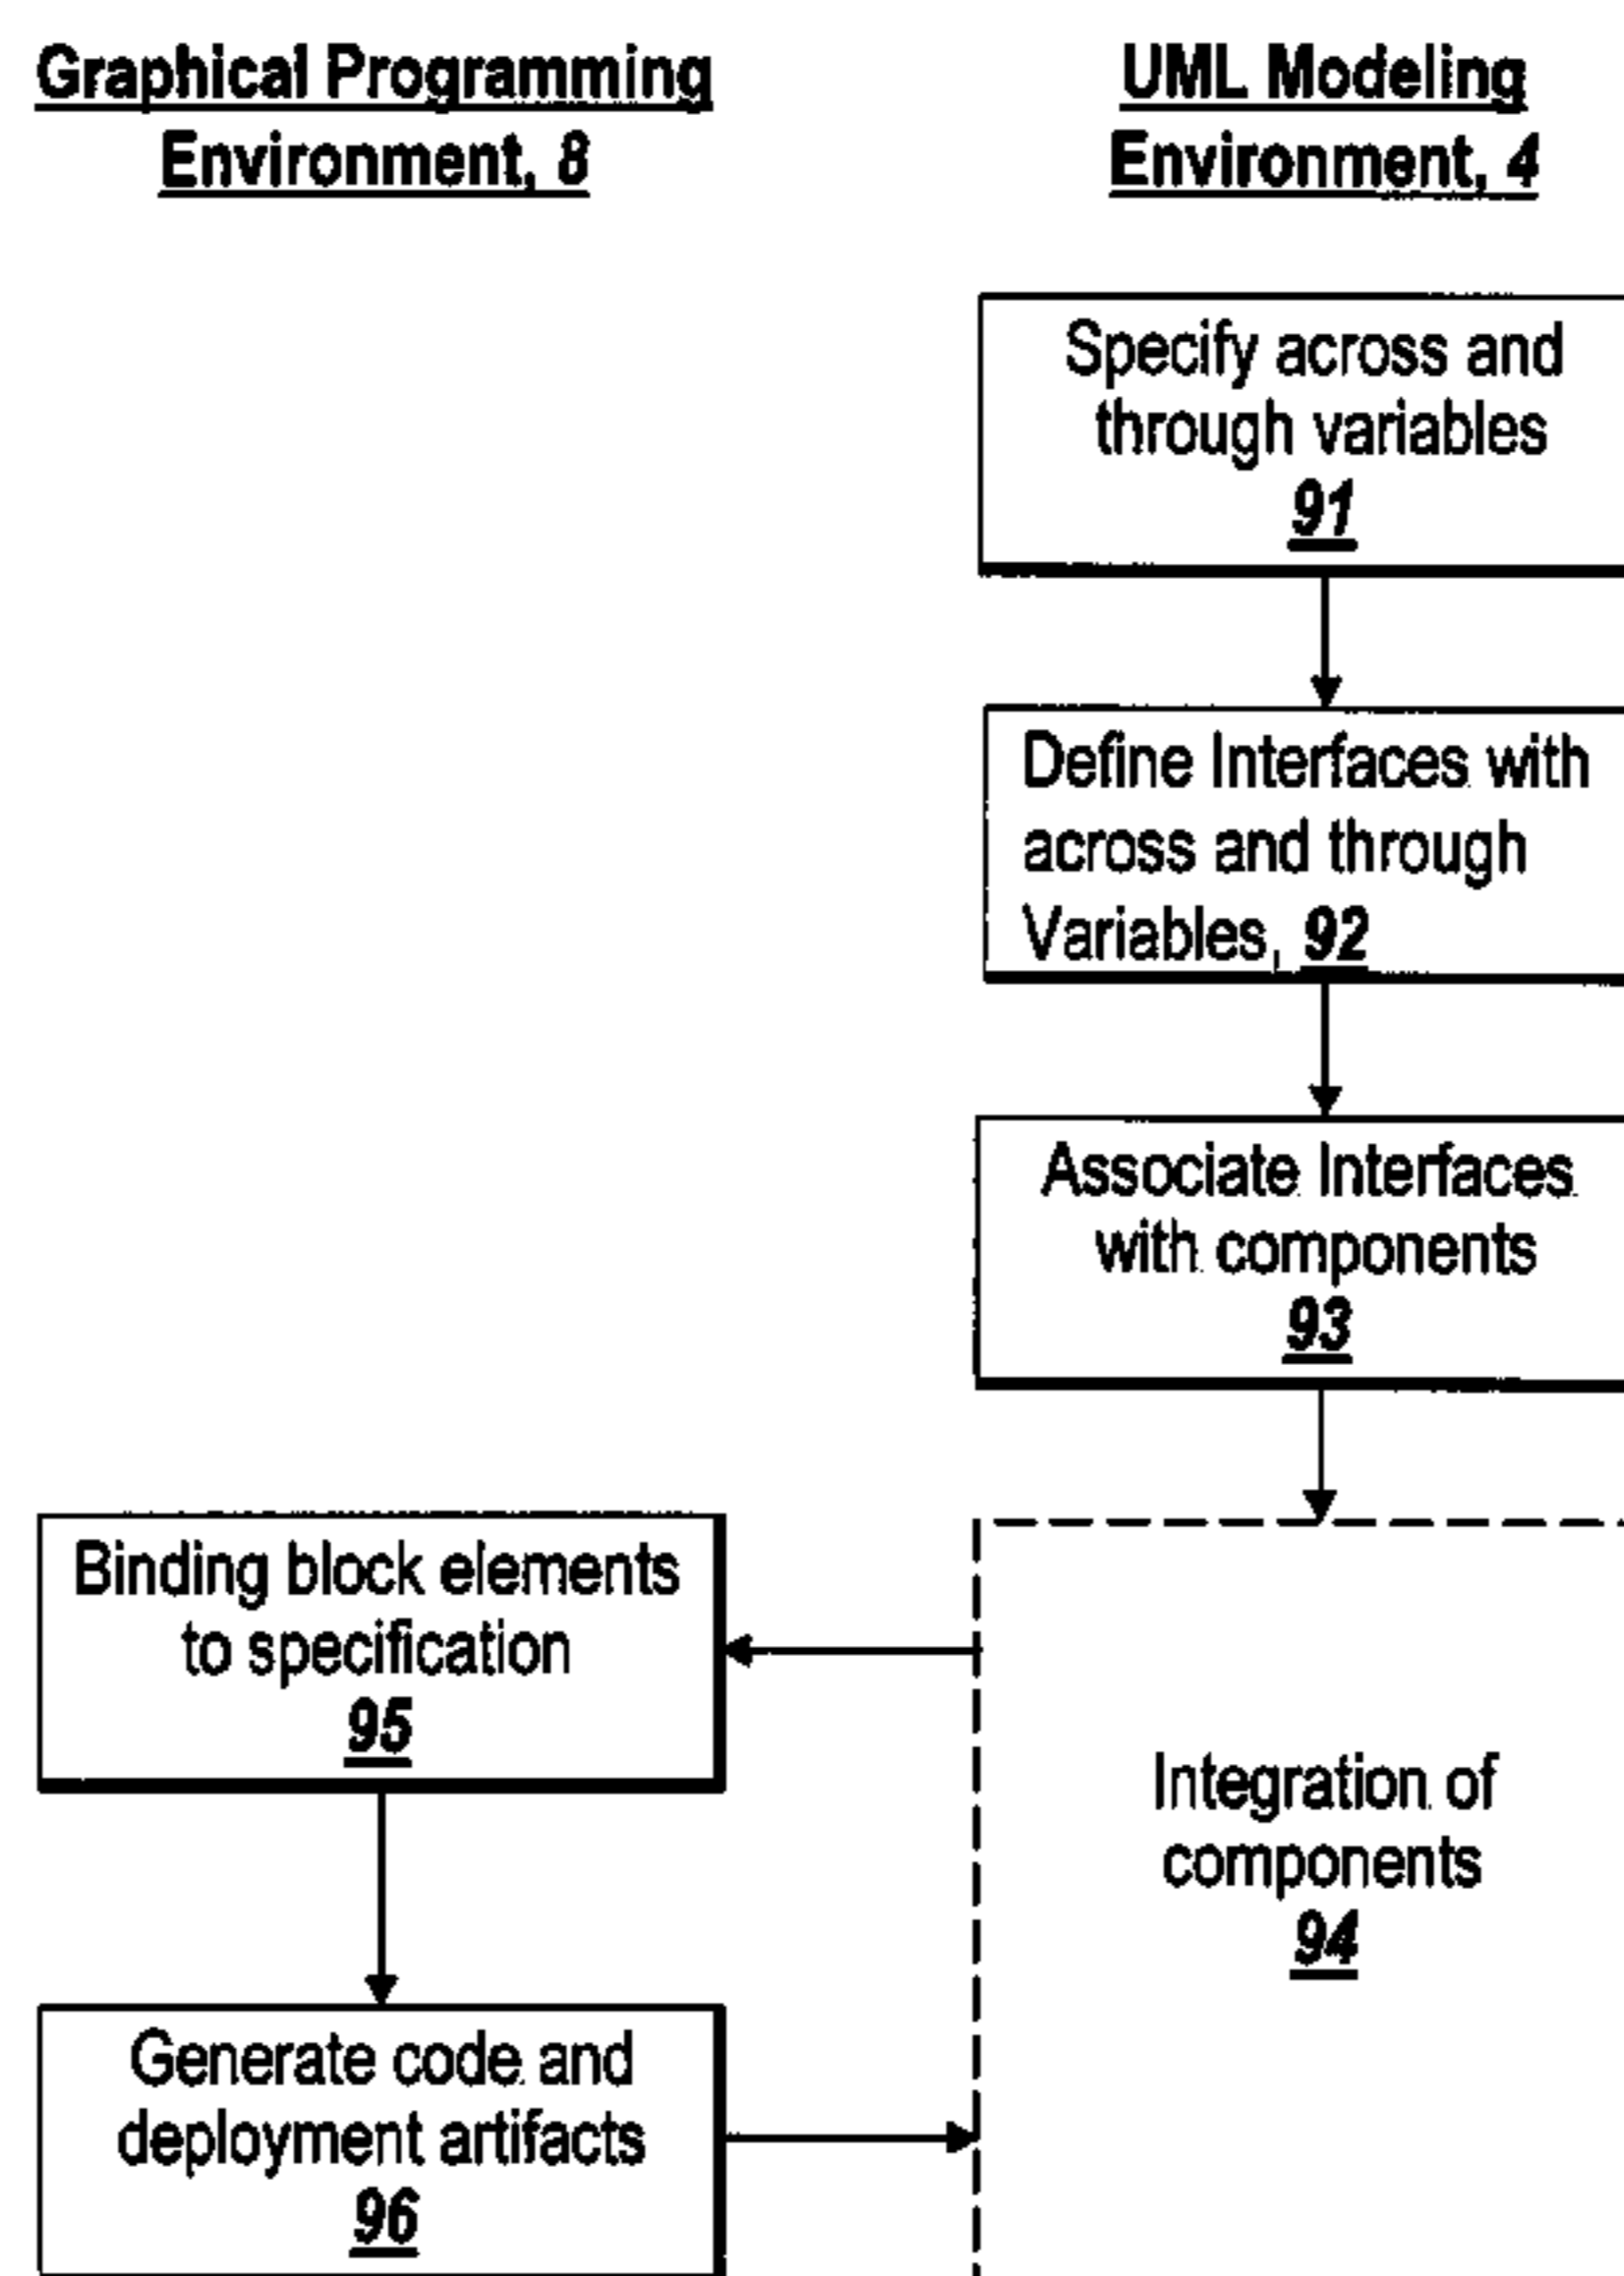 Graphical Programming
Environment, 8
UML Modeling
Environment, 4
Specify across and
through variables
91
Define Interfaces with
across and through
Variables, 92
Associate Interfaces
with components
93
Binding block elements
to specification
95
Integration of
components
94
Generate code and
deployment artifacts
96